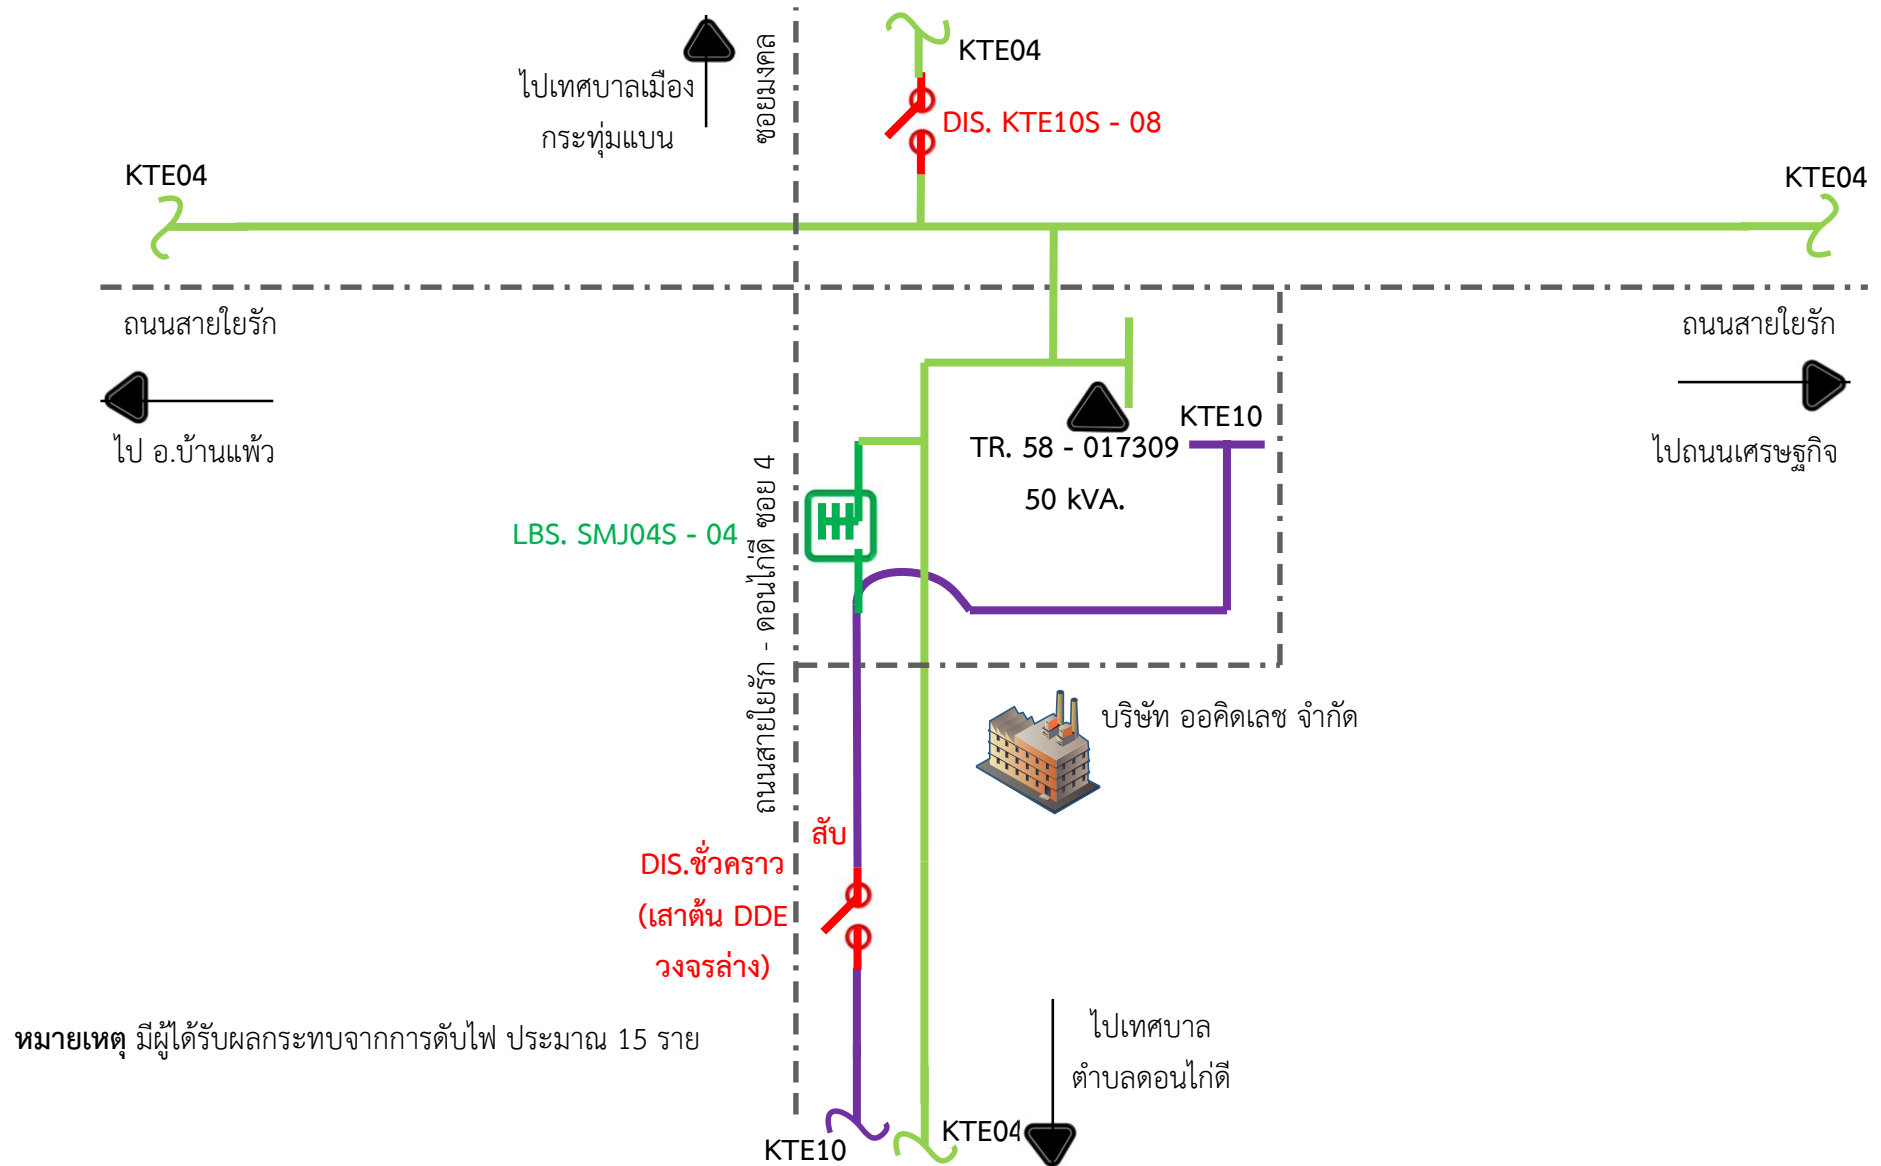 KTE04
ไปเทศบาลเมือง
กระทุ่มแบน
ซอยมงคล
DIS. KTE10S - 08
KTE04
KTE04
ถนนสายใยรัก
ถนนสายใยรัก
ไป อ.บ้านแพ้ว
ไปถนนเศรษฐกิจ
KTE10
TR. 58 - 017309
50 kVA.
LBS. SMJ04S - 04
ถนนสายใยรัก - ดอนไก่ดี ซอย 4
บริษัท ออคิดเลช จำกัด
สับ
DIS.ชั่วคราว
(เสาต้น DDE
วงจรล่าง)
หมายเหตุ มีผู้ได้รับผลกระทบจากการดับไฟ ประมาณ 15 ราย
ไปเทศบาล
ตำบลดอนไก่ดี
KTE10
KTE04